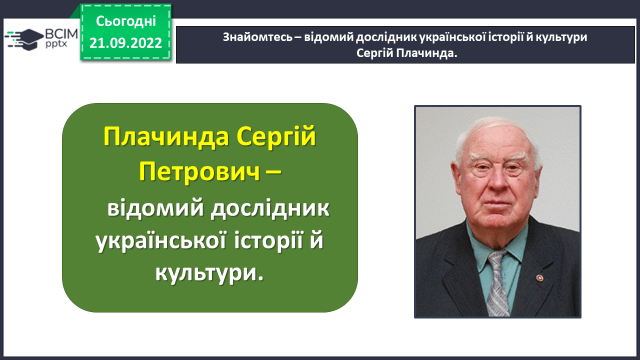 BCIM
pptx
Сьогодні
21.09.2022
Знайомтесь – відомий дослідник української історії й культури
Сергій Плачинда.
Плачинда Сергій
Петрович –
відомий дослідник
української історії й
культури.